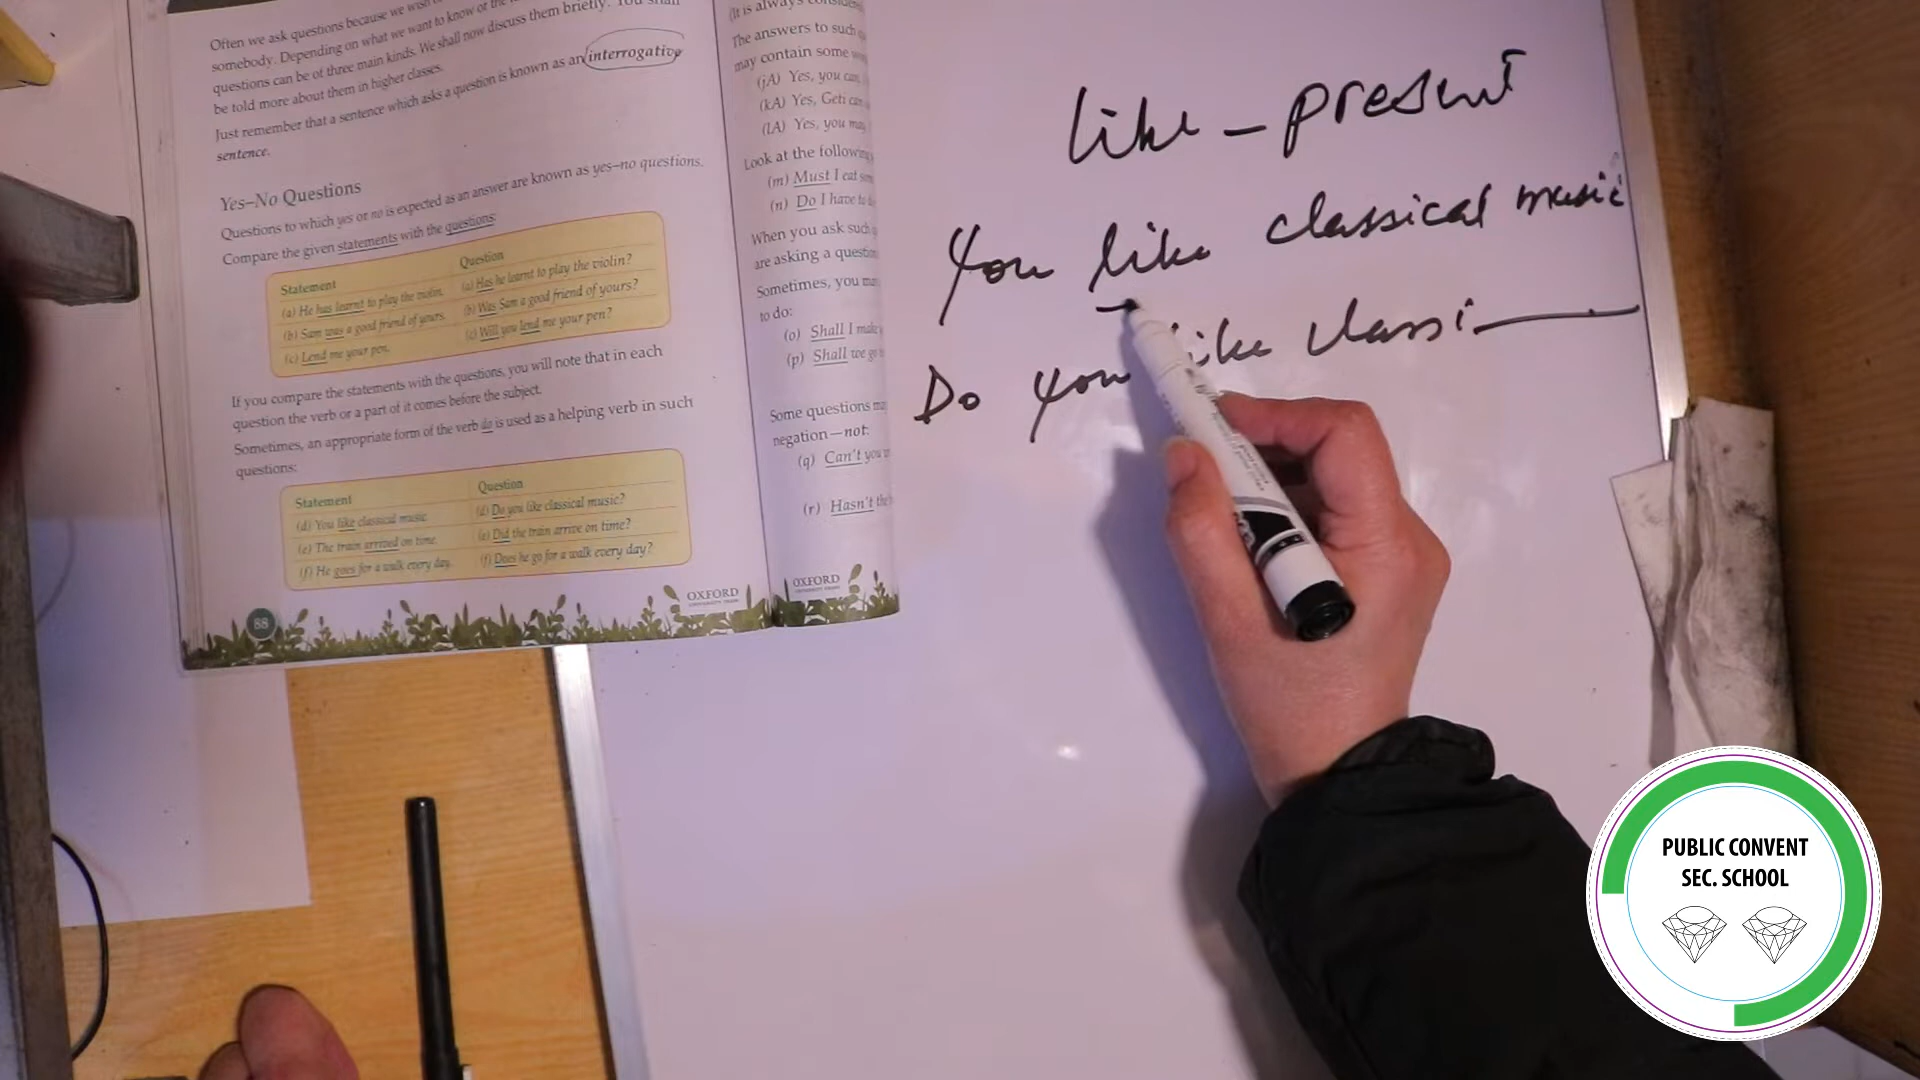 Often we ask questions because we wish
somebody. Depending on what we want to know or the
questions can be of three main kinds. We shall now discuss them briefly. You shall
be told more about them in higher classes.
Just remember that a sentence which asks a question is known as an interrogative
sentence.
Yes–No Questions
Questions to which yes or no is expected as an answer are known as yes–no questions.
Compare the given statements with the questions:
Statement Question
(a) He has learnt to play the violin. (a) Has he learnt to play the violin?
(b) Sam was a good friend of yours. (b) Was Sam a good friend of yours?
(c) Lend me your pen. (c) Will you lend me your pen?
If you compare the statements with the questions, you will note that in each
question the verb or a part of it comes before the subject.
Sometimes, an appropriate form of the verb do is used as a helping verb in such
questions:
Statement Question
(d) You like classical music. (d) Do you like classical music?
(e) The train arrived on time. (e) Did the train arrive on time?
(f) He goes for a walk every day. (f) Does he go for a walk every day?
OXFORD
UNIVERSITY PRESS
88
(It is always
The answers to such
may contain some
(jA) Yes, you can,
(kA) Yes, Geti can
(lA) Yes, you may
Look at the following
(m) Must I eat
(n) Do I have to
When you ask such
are asking a question
Sometimes, you
to do:
(o) Shall I make
(p) Shall we go
Some questions
negation—not:
(q) Can't you
(r) Hasn't the
OXFORD
UNIVERSITY PRESS
like – present
You like classical music
Do you like classi
PUBLIC CONVENT
SEC. SCHOOL